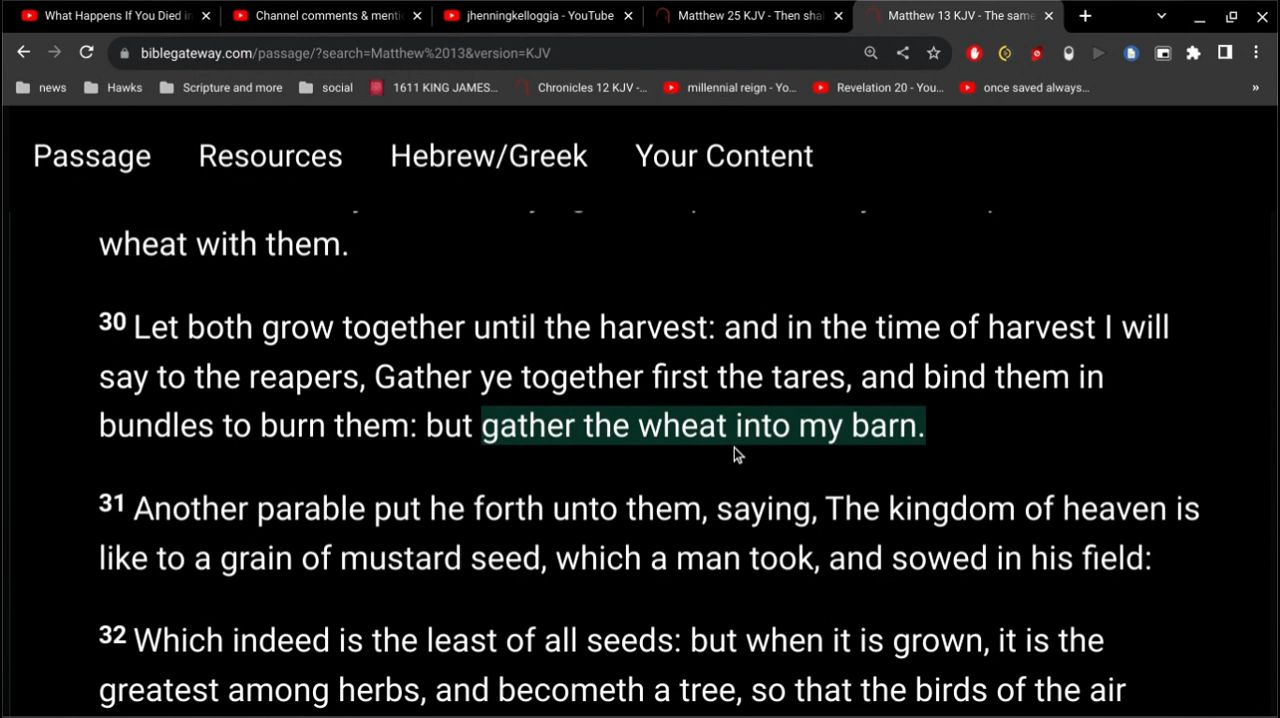 What Happens If You Died in
Channel comments & menti
jhenningkelloggia - YouTube
Matthew 25 KJV - Then shal
Matthew 13 KJV - The same
biblegateway.com/passage/?search=Matthew%2013&version=KJV
news
Hawks
Scripture and more
social
1611 KING JAMES...
Chronicles 12 KJV -...
millennial reign - Yo...
Revelation 20 - You...
once saved always...
»
Passage Resources Hebrew/Greek Your Content
wheat with them.
30 Let both grow together until the harvest: and in the time of harvest I will
say to the reapers, Gather ye together first the tares, and bind them in
bundles to burn them: but gather the wheat into my barn.
31 Another parable put he forth unto them, saying, The kingdom of heaven is
like to a grain of mustard seed, which a man took, and sowed in his field:
32 Which indeed is the least of all seeds: but when it is grown, it is the
greatest among herbs, and becometh a tree, so that the birds of the air